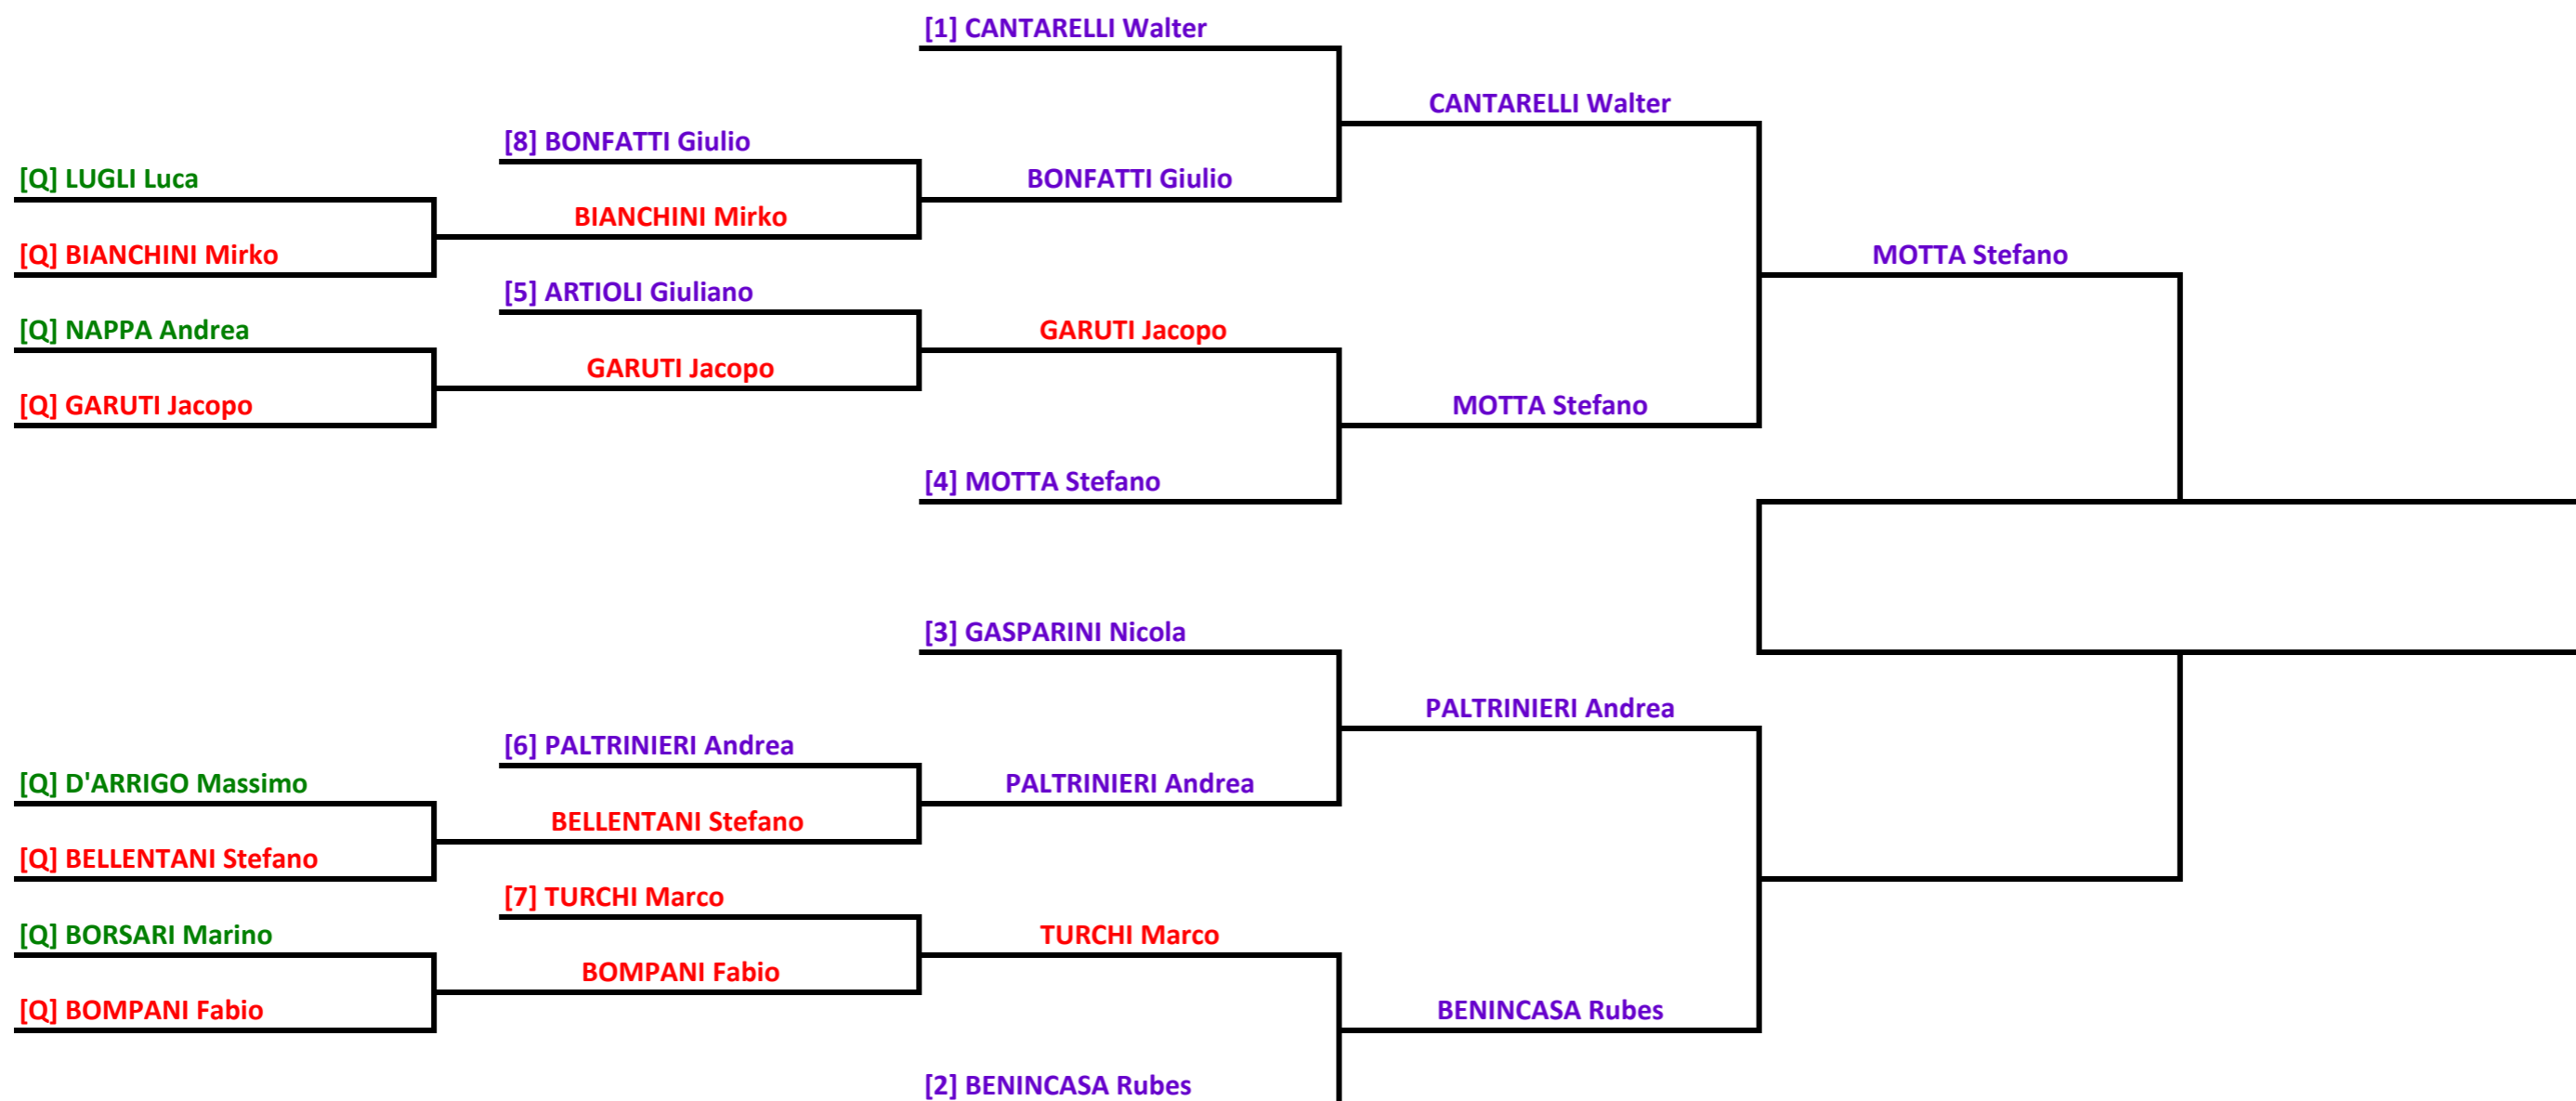 [1] CANTARELLI Walter
CANTARELLI Walter
[8] BONFATTI Giulio
[Q] LUGLI Luca
BONFATTI Giulio
BIANCHINI Mirko
[Q] BIANCHINI Mirko
MOTTA Stefano
[5] ARTIOLI Giuliano
[Q] NAPPA Andrea
GARUTI Jacopo
GARUTI Jacopo
[Q] GARUTI Jacopo
MOTTA Stefano
[4] MOTTA Stefano
[3] GASPARINI Nicola
PALTRINIERI Andrea
[6] PALTRINIERI Andrea
[Q] D'ARRIGO Massimo
PALTRINIERI Andrea
BELLENTANI Stefano
[Q] BELLENTANI Stefano
[7] TURCHI Marco
[Q] BORSARI Marino
TURCHI Marco
BOMPANI Fabio
[Q] BOMPANI Fabio
BENINCASA Rubes
[2] BENINCASA Rubes